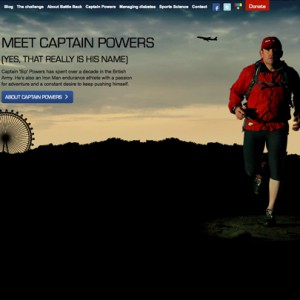 Blog The challenge About Battle Back Captain Powers Managing diabetes Sports Science Contact Donate
MEET CAPTAIN POWERS
(YES, THAT REALLY IS HIS NAME)
Captain 'Sip' Powers has spent over a decade in the British
Army. He's also an Iron Man endurance athlete with a passion
for adventure and a constant desire to keep pushing himself.
ABOUT CAPTAIN POWERS